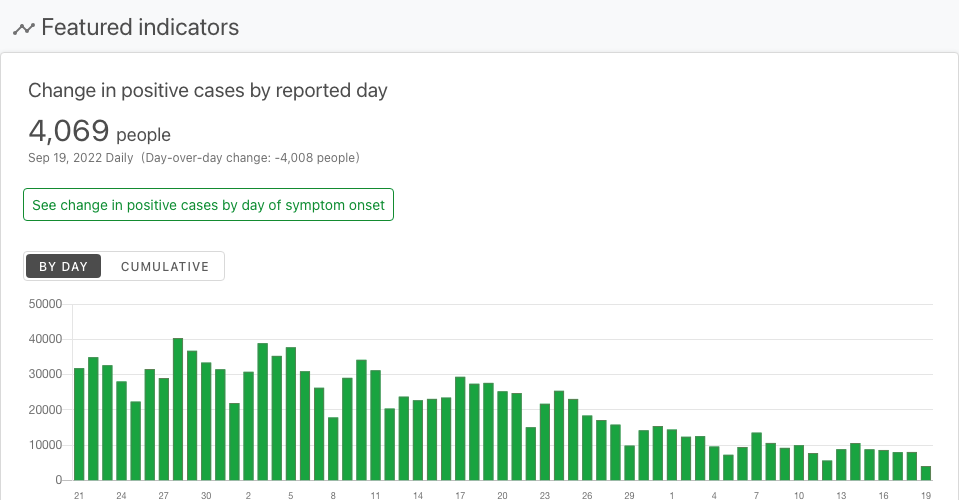 Featured indicators
Change in positive cases by reported day
4,069 people
Sep 19, 2022 Daily (Day-over-day change: -4,008 people)
See change in positive cases by day of symptom onset
BY DAY CUMULATIVE
50000
40000
30000
20000
10000
0
21 24 27 30 2 5 8 11 14 17 20 23 26 29 1 4 7 10 13 16 19